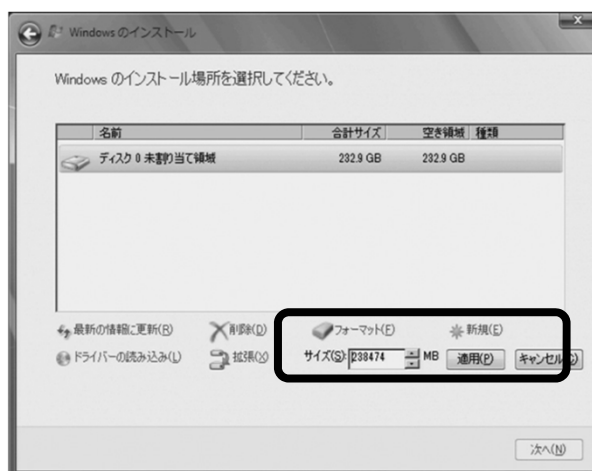 Windows のインストール
Windows のインストール場所を選択してください。
名前 合計サイズ 空き領域 種類
ディスク 0 未割り当て領域 232.9 GB 232.9 GB
最新の情報に更新(R) 削除(D) フォーマット(F) 新規(E)
ドライバーの読み込み(L) 拡張(X) サイズ(S): 238474 MB 適用(P) キャンセル(C)
次へ(N)